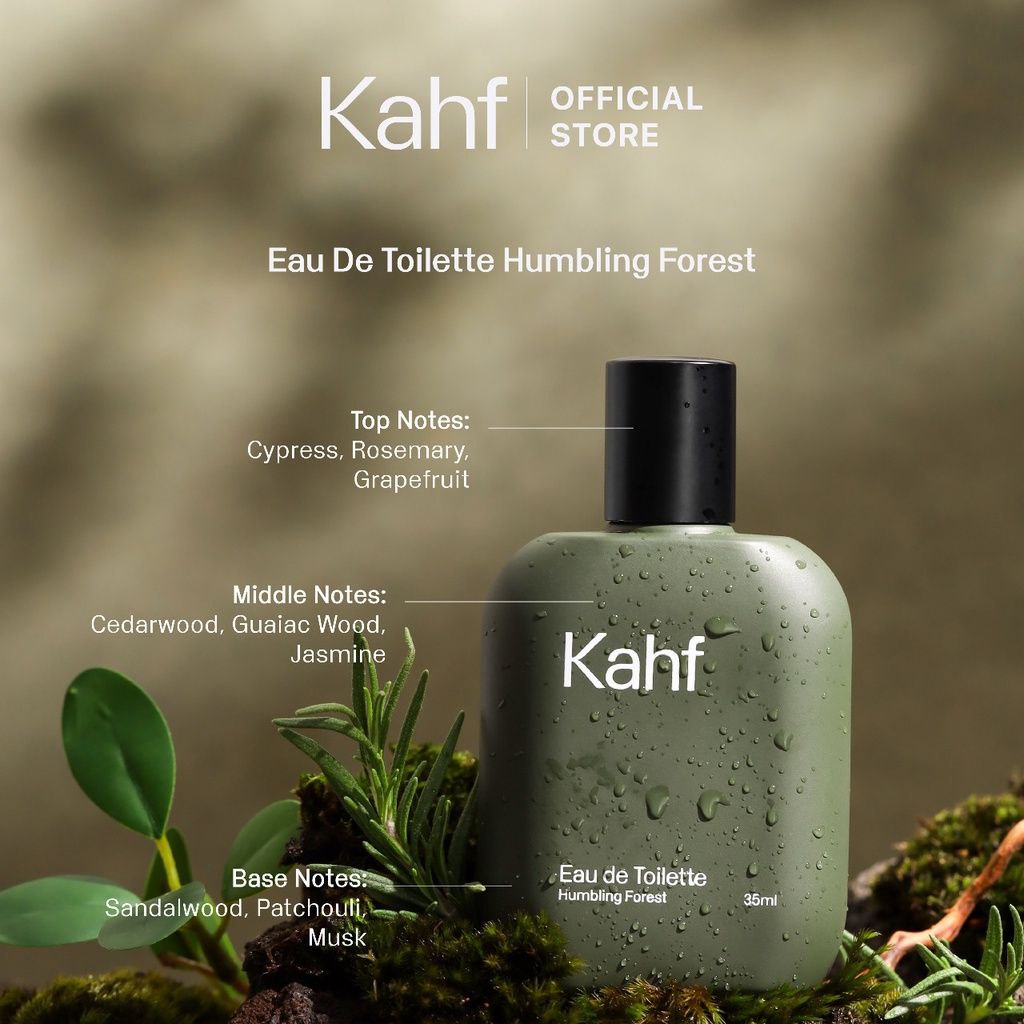 Kahf
OFFICIAL
STORE
Eau De Toilette Humbling Forest
Top Notes:
Cypress, Rosemary,
Grapefruit
Middle Notes:
Cedarwood, Guaiac Wood,
Jasmine
Kahf
Base Notes:
Sandalwood, Patchouli,
Musk
Eau de Toilette
Humbling Forest
35ml